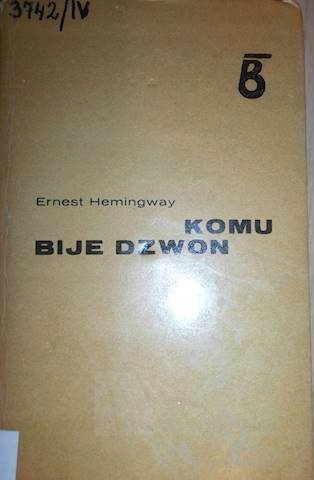 3742/IV
B
Ernest Hemingway
KOMU
BIJE DZWON